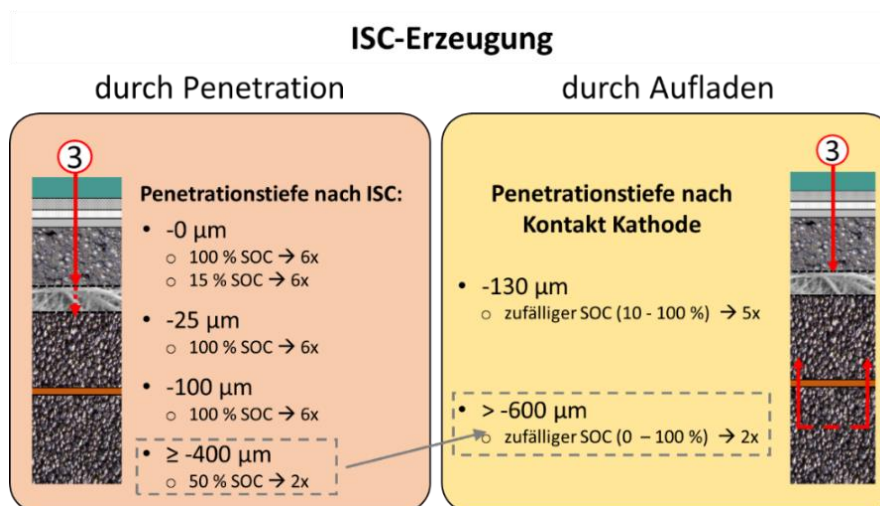 ISC-Erzeugung
durch Penetration
3
Penetrationstiefe nach ISC:
• -0 µm
o 100 % SOC → 6x
o 15 % SOC → 6x
• -25 µm
o 100 % SOC → 6x
• -100 µm
o 100 % SOC → 6x
• ≥ -400 µm
o 50 % SOC → 2x
durch Aufladen
3
Penetrationstiefe nach
Kontakt Kathode
• -130 µm
o zufälliger SOC (10 - 100 %) → 5x
• > -600 µm
o zufälliger SOC (0 – 100 %) → 2x